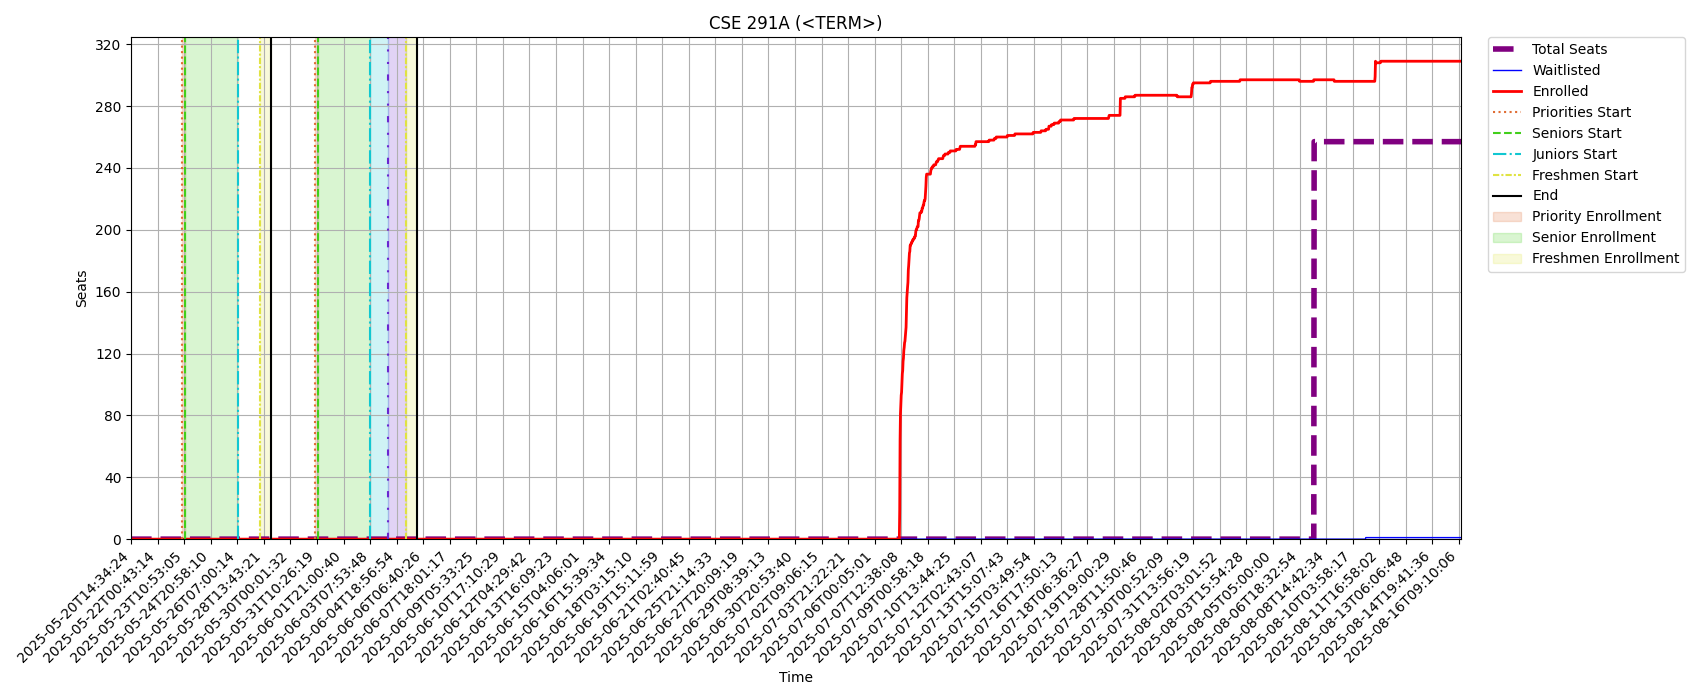 CSE 291A (<TERM>)
Total Seats
Waitlisted
Enrolled
Priorities Start
Seniors Start
Juniors Start
Freshmen Start
End
Priority Enrollment
Senior Enrollment
Freshmen Enrollment
Seats
320
280
240
200
160
120
80
40
0
2025-05-20T14:34:24
2025-05-22T00:43:14
2025-05-23T10:53:05
2025-05-24T20:58:10
2025-05-26T07:00:14
2025-05-28T13:43:21
2025-05-30T00:01:32
2025-05-31T10:26:19
2025-06-01T21:00:40
2025-06-03T07:53:48
2025-06-04T18:56:54
2025-06-06T06:40:26
2025-06-07T18:01:17
2025-06-09T05:33:25
2025-06-10T17:10:29
2025-06-12T04:29:42
2025-06-13T16:09:23
2025-06-15T04:06:01
2025-06-16T15:39:34
2025-06-18T03:15:10
2025-06-19T15:11:59
2025-06-21T02:40:45
2025-06-25T21:14:33
2025-06-27T20:09:19
2025-06-29T08:39:13
2025-06-30T20:53:40
2025-07-02T09:06:15
2025-07-03T21:22:21
2025-07-06T00:05:01
2025-07-07T12:38:08
2025-07-09T00:58:18
2025-07-10T13:44:25
2025-07-12T02:43:07
2025-07-13T15:07:43
2025-07-15T03:49:54
2025-07-16T17:50:13
2025-07-18T06:36:27
2025-07-19T19:00:29
2025-07-28T11:50:46
2025-07-30T00:52:09
2025-07-31T13:56:19
2025-08-02T03:01:52
2025-08-03T15:54:28
2025-08-05T05:00:00
2025-08-06T18:32:54
2025-08-08T14:42:34
2025-08-10T03:58:17
2025-08-11T16:58:02
2025-08-13T06:06:48
2025-08-14T19:41:36
2025-08-16T09:10:06
Time